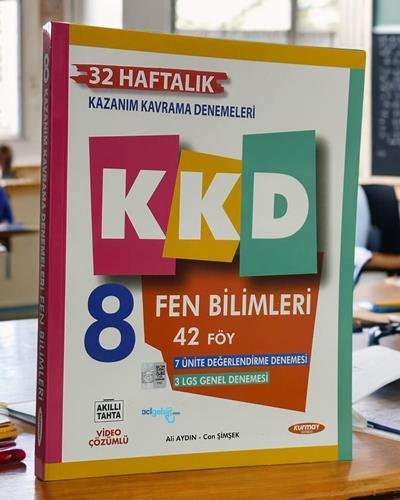 32 HAFTALIK
KAZANIM KAVRAMA DENEMELERİ
KKD
8
FEN BİLİMLERİ
42 FÖY
7 ÜNİTE DEĞERLENDİRME DENEMESİ
3 LGS GENEL DENEMESİ
AKILLI
TAHTA
VİDEO
ÇÖZÜMLÜ
Ali AYDIN - Can ŞİMŞEK
kurmay
8 KAZANIM KAVRAMA DENEMELERİ FEN BİLİMLERİ